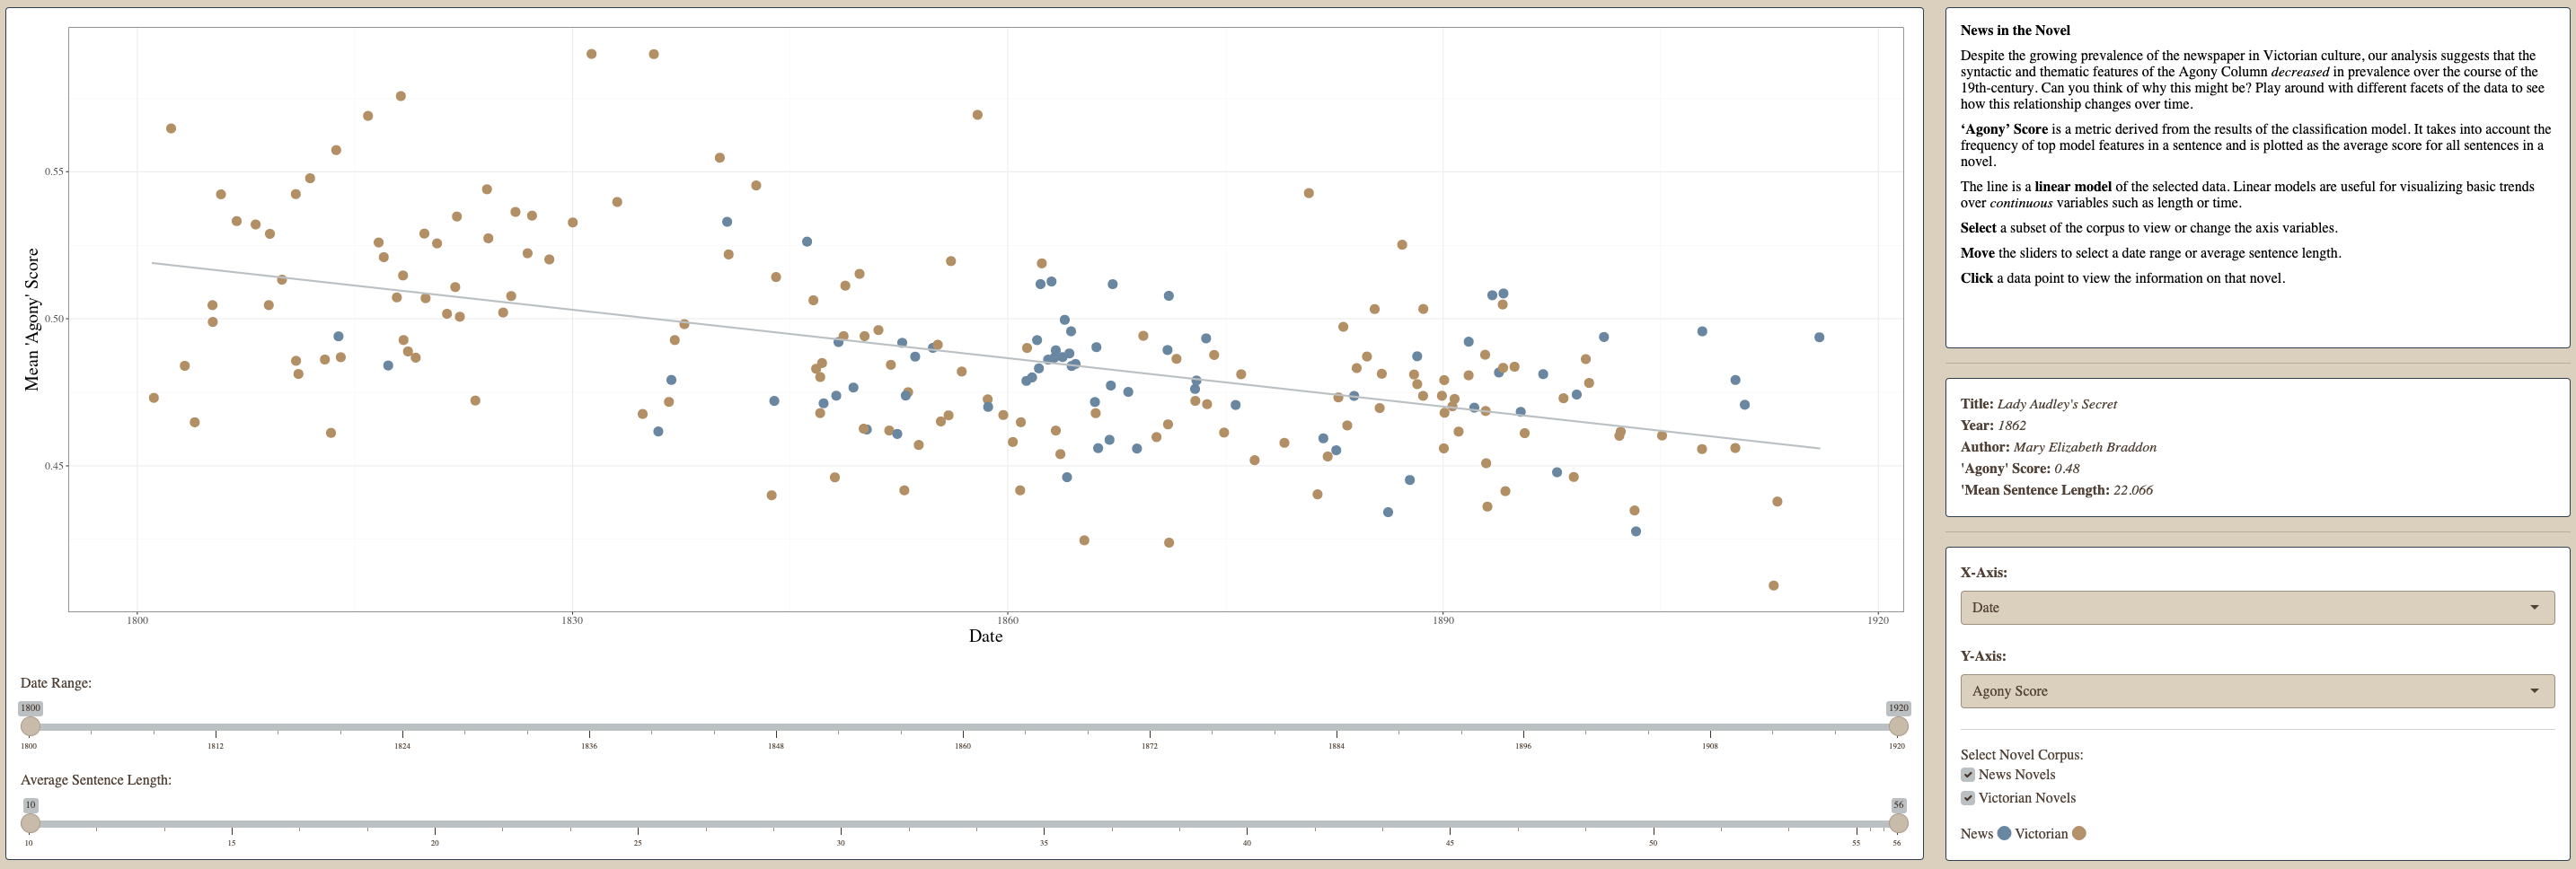 Mean 'Agony' Score
0.55
0.50
0.45
1800
1830
1860
1890
1920
Date
Date Range:
1800
1920
1800
1812
1824
1836
1848
1860
1872
1884
1896
1908
1920
Average Sentence Length:
10
56
10
15
20
25
30
35
40
45
50
55
56
News in the Novel
Despite the growing prevalence of the newspaper in Victorian culture, our analysis suggests that the
syntactic and thematic features of the Agony Column decreased in prevalence over the course of the
19th-century. Can you think of why this might be? Play around with different facets of the data to see
how this relationship changes over time.
‘Agony’ Score is a metric derived from the results of the classification model. It takes into account the
frequency of top model features in a sentence and is plotted as the average score for all sentences in a
novel.
The line is a linear model of the selected data. Linear models are useful for visualizing basic trends
over continuous variables such as length or time.
Select a subset of the corpus to view or change the axis variables.
Move the sliders to select a date range or average sentence length.
Click a data point to view the information on that novel.
Title: Lady Audley's Secret
Year: 1862
Author: Mary Elizabeth Braddon
'Agony' Score: 0.48
'Mean Sentence Length: 22.066
X-Axis:
Date
Y-Axis:
Agony Score
Select Novel Corpus:
News Novels
Victorian Novels
News Victorian